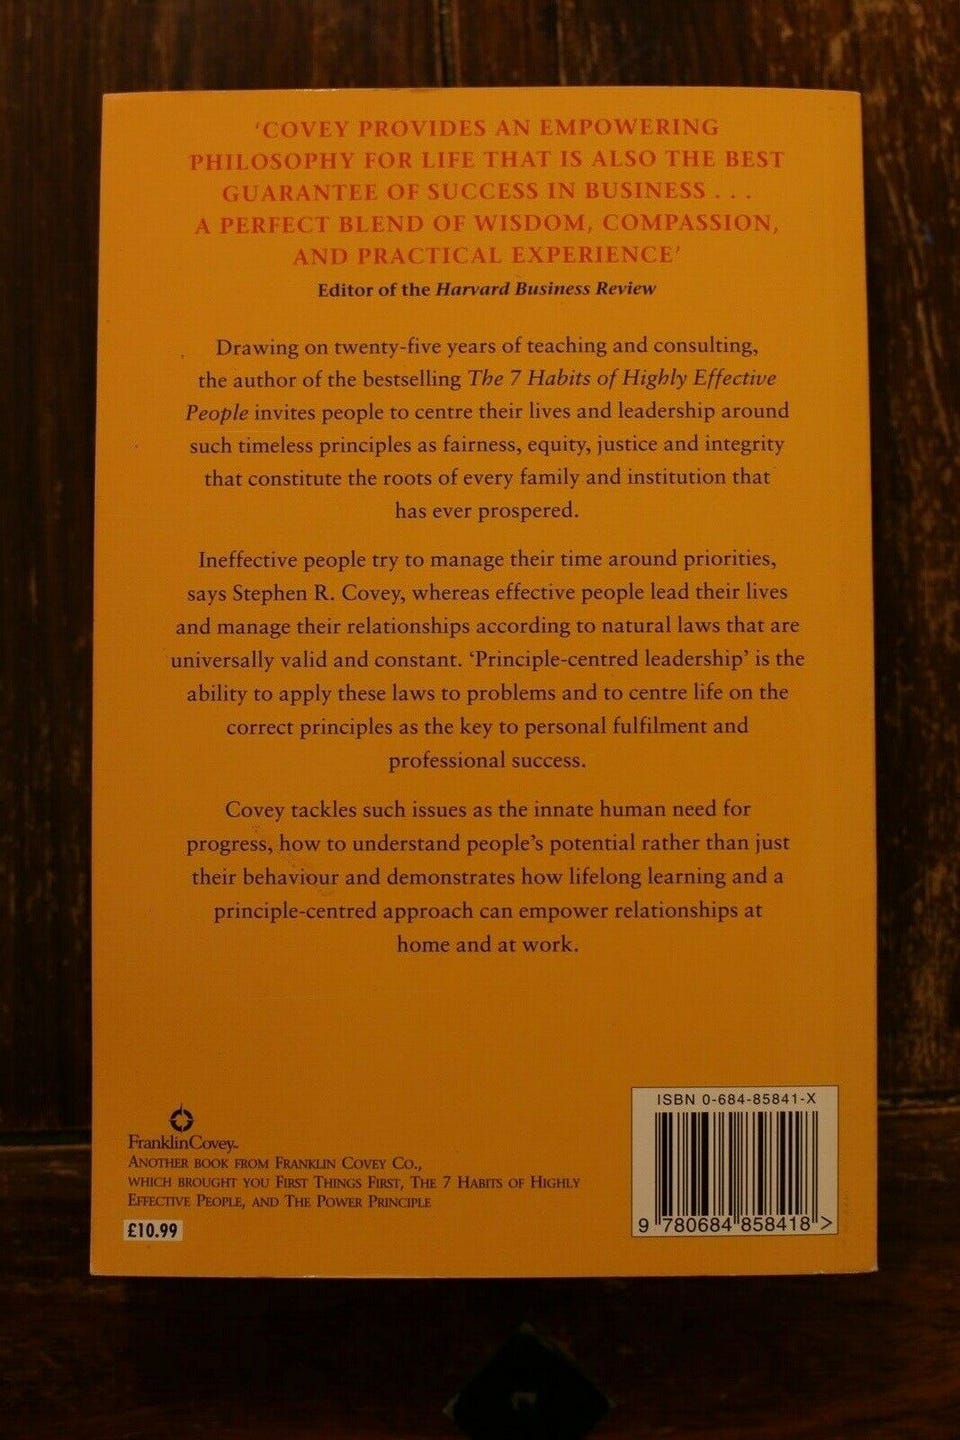 ‘COVEY PROVIDES AN EMPOWERING
PHILOSOPHY FOR LIFE THAT IS ALSO THE BEST
GUARANTEE OF SUCCESS IN BUSINESS . . .
A PERFECT BLEND OF WISDOM, COMPASSION,
AND PRACTICAL EXPERIENCE’
Editor of the Harvard Business Review
Drawing on twenty-five years of teaching and consulting,
the author of the bestselling The 7 Habits of Highly Effective
People invites people to centre their lives and leadership around
such timeless principles as fairness, equity, justice and integrity
that constitute the roots of every family and institution that
has ever prospered.
Ineffective people try to manage their time around priorities,
says Stephen R. Covey, whereas effective people lead their lives
and manage their relationships according to natural laws that are
universally valid and constant. ‘Principle-centred leadership’ is the
ability to apply these laws to problems and to centre life on the
correct principles as the key to personal fulfilment and
professional success.
Covey tackles such issues as the innate human need for
progress, how to understand people’s potential rather than just
their behaviour and demonstrates how lifelong learning and a
principle-centred approach can empower relationships at
home and at work.
FranklinCovey™
ANOTHER BOOK FROM FRANKLIN COVEY CO.,
WHICH BROUGHT YOU FIRST THINGS FIRST, THE 7 HABITS OF HIGHLY
EFFECTIVE PEOPLE, AND THE POWER PRINCIPLE
£10.99
ISBN 0-684-85841-X
9 780684 858418 >